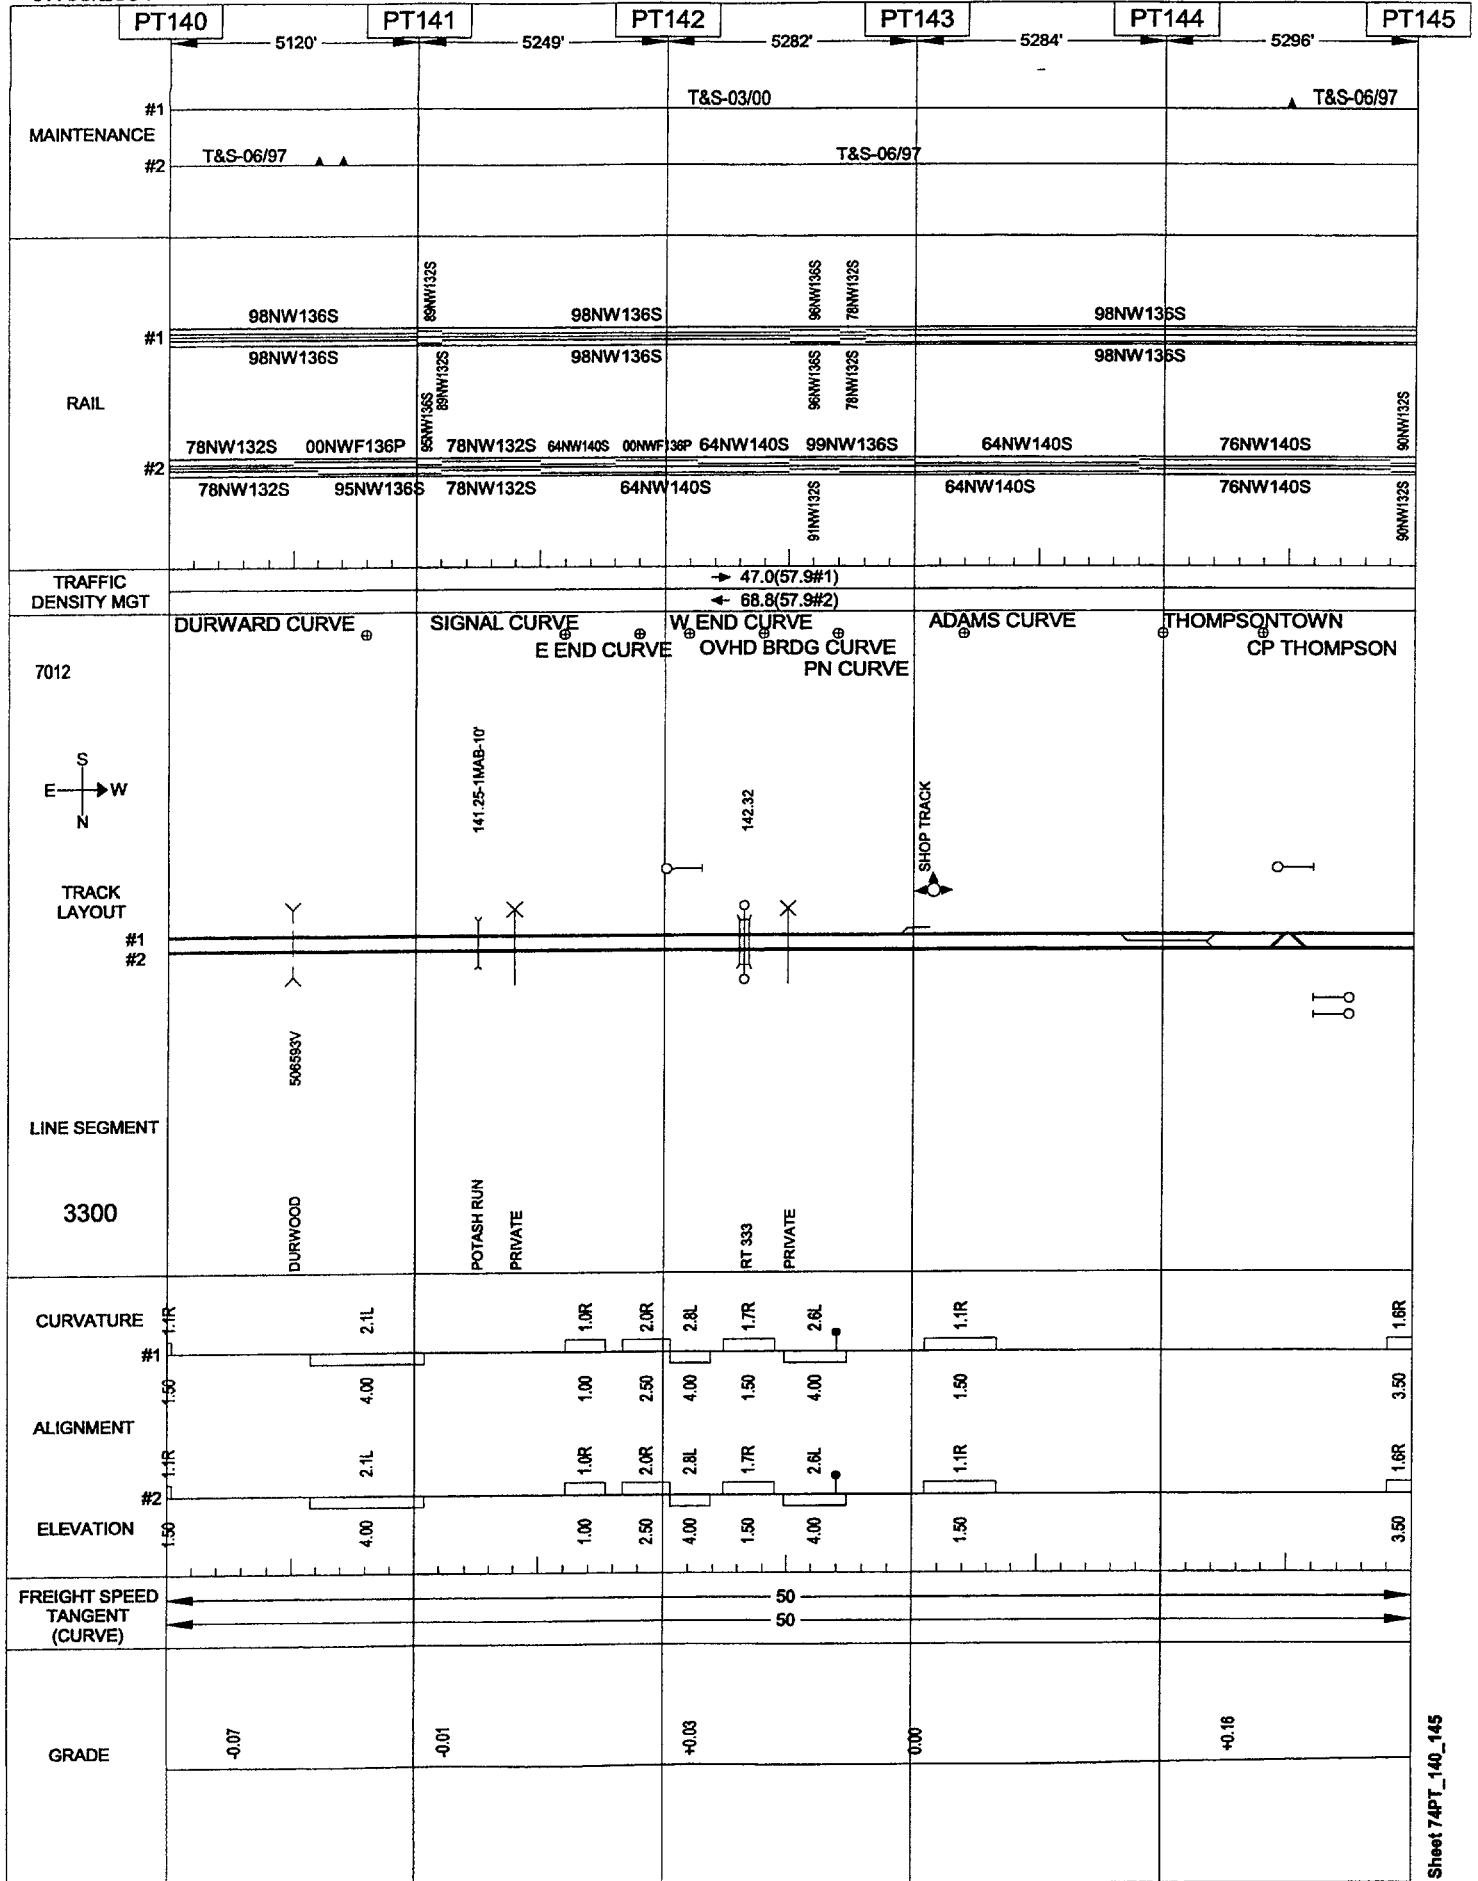 PT140 PT141 PT142 PT143 PT144 PT145
5120' 5249' 5282' 5284' 5296'
#1 T&S-03/00 T&S-06/97
MAINTENANCE
#2 T&S-06/97 T&S-06/97
89NW132S 96NW136S 78NW132S
98NW136S 98NW136S 98NW136S
#1
98NW136S 98NW136S 98NW136S
89NW132S 96NW136S 78NW132S
RAIL
95NW136S 90NW132S
78NW132S 00NWF136P 78NW132S 64NW140S 00NWF136P 64NW140S 99NW136S 64NW140S 76NW140S
#2
78NW132S 95NW136S 78NW132S 64NW140S 64NW140S 76NW140S
91NW132S 90NW132S
TRAFFIC DENSITY MGT
47.0(57.9#1)
68.8(57.9#2)
DURWARD CURVE SIGNAL CURVE W END CURVE ADAMS CURVE THOMPSONTOWN
E END CURVE OVHD BRDG CURVE CP THOMPSON
7012 PN CURVE
S
E W
N
141.25-1MAB-10' 142.32 SHOP TRACK
TRACK
LAYOUT
#1
#2
506593V
LINE SEGMENT
3300
DURWOOD POTASH RUN PRIVATE RT 333 PRIVATE
CURVATURE 1.1R 2.1L 1.0R 2.0R 2.8L 1.7R 2.6L 1.1R 1.6R
#1
1.50 4.00 1.00 2.50 4.00 1.50 4.00 1.50 3.50
ALIGNMENT
1.1R 2.1L 1.0R 2.0R 2.8L 1.7R 2.6L 1.1R 1.6R
#2
ELEVATION 1.50 4.00 1.00 2.50 4.00 1.50 4.00 1.50 3.50
FREIGHT SPEED 50
TANGENT 50
(CURVE)
GRADE -0.07 -0.01 +0.03 0.00 +0.16
Sheet 74PT_140_145